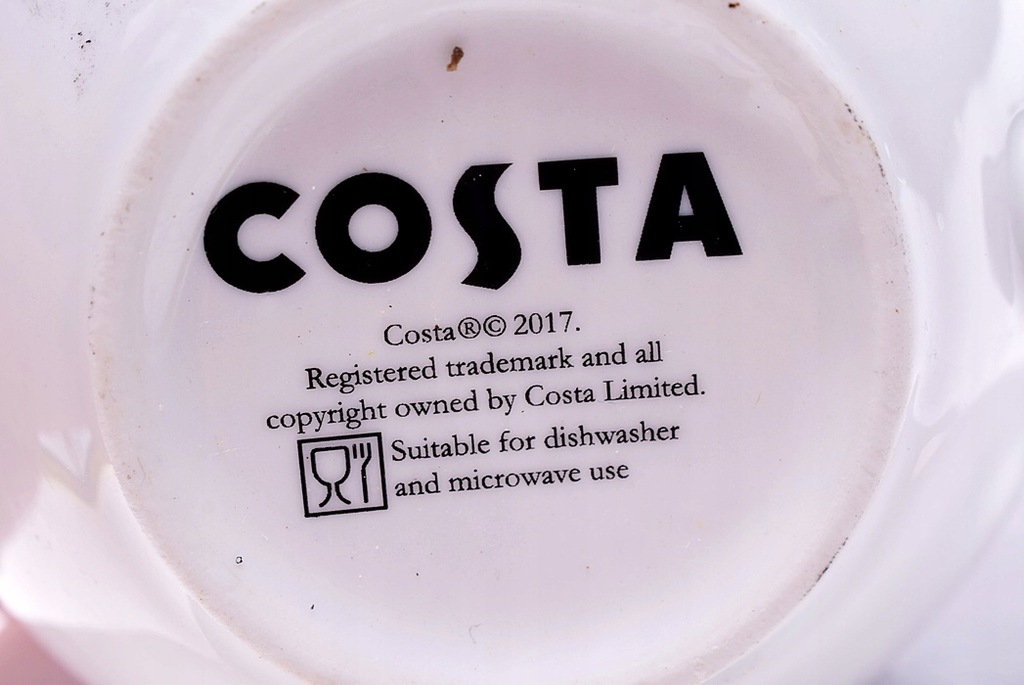 COSTA
Costa®© 2017.
Registered trademark and all
copyright owned by Costa Limited.
Suitable for dishwasher
and microwave use